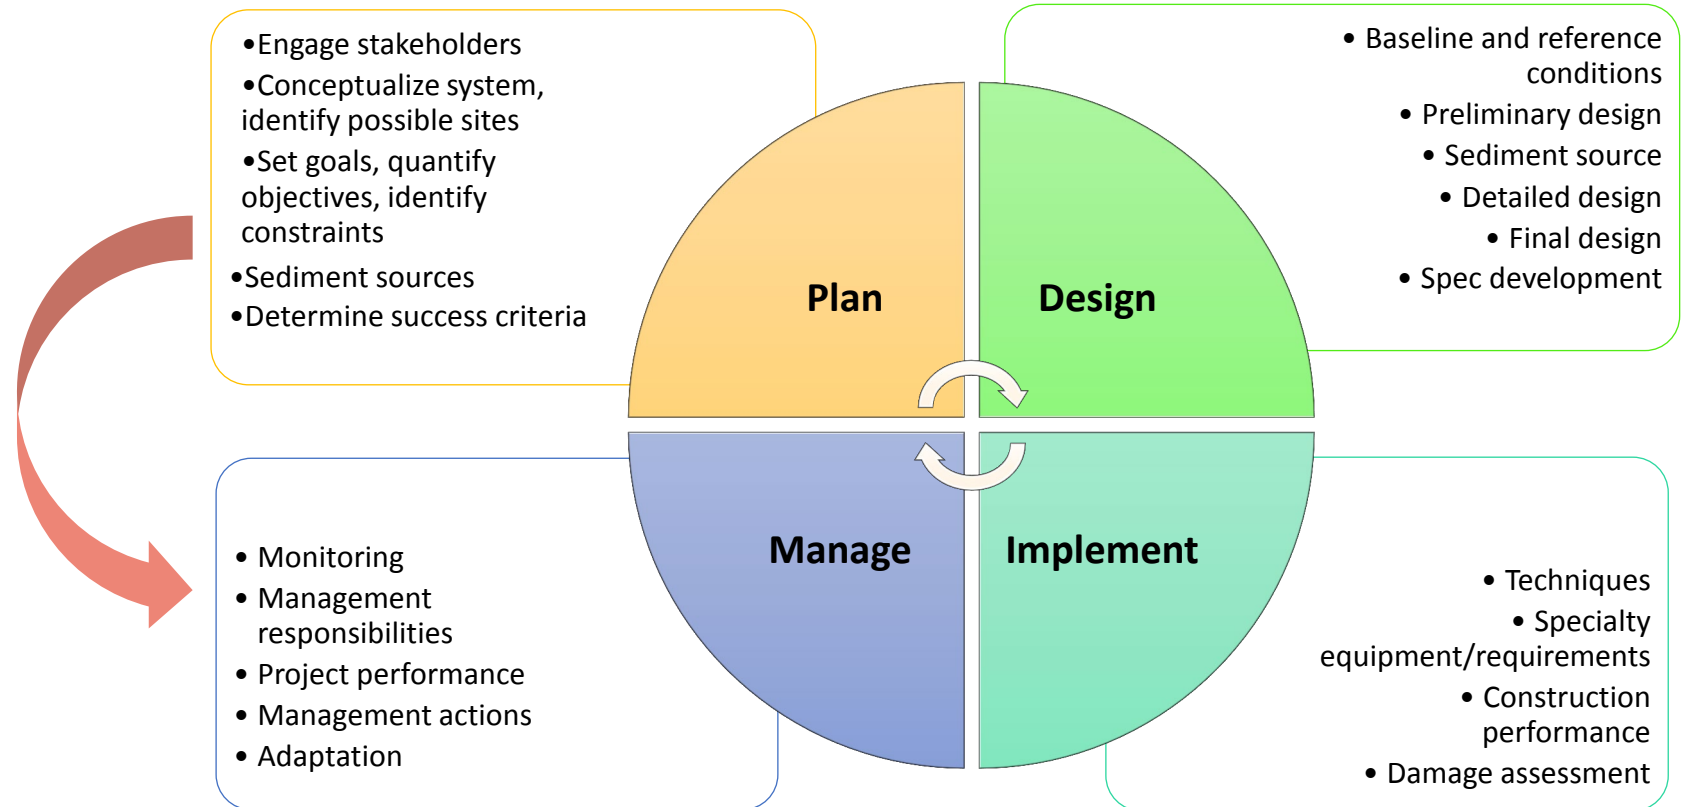 •Engage stakeholders
•Conceptualize system,
identify possible sites
•Set goals, quantify
objectives, identify
constraints
•Sediment sources
•Determine success criteria
• Baseline and reference
conditions
• Preliminary design
• Sediment source
• Detailed design
• Final design
• Spec development
Plan
Design
Manage
Implement
• Monitoring
• Management
responsibilities
• Project performance
• Management actions
• Adaptation
• Techniques
• Specialty
equipment/requirements
• Construction
performance
• Damage assessment